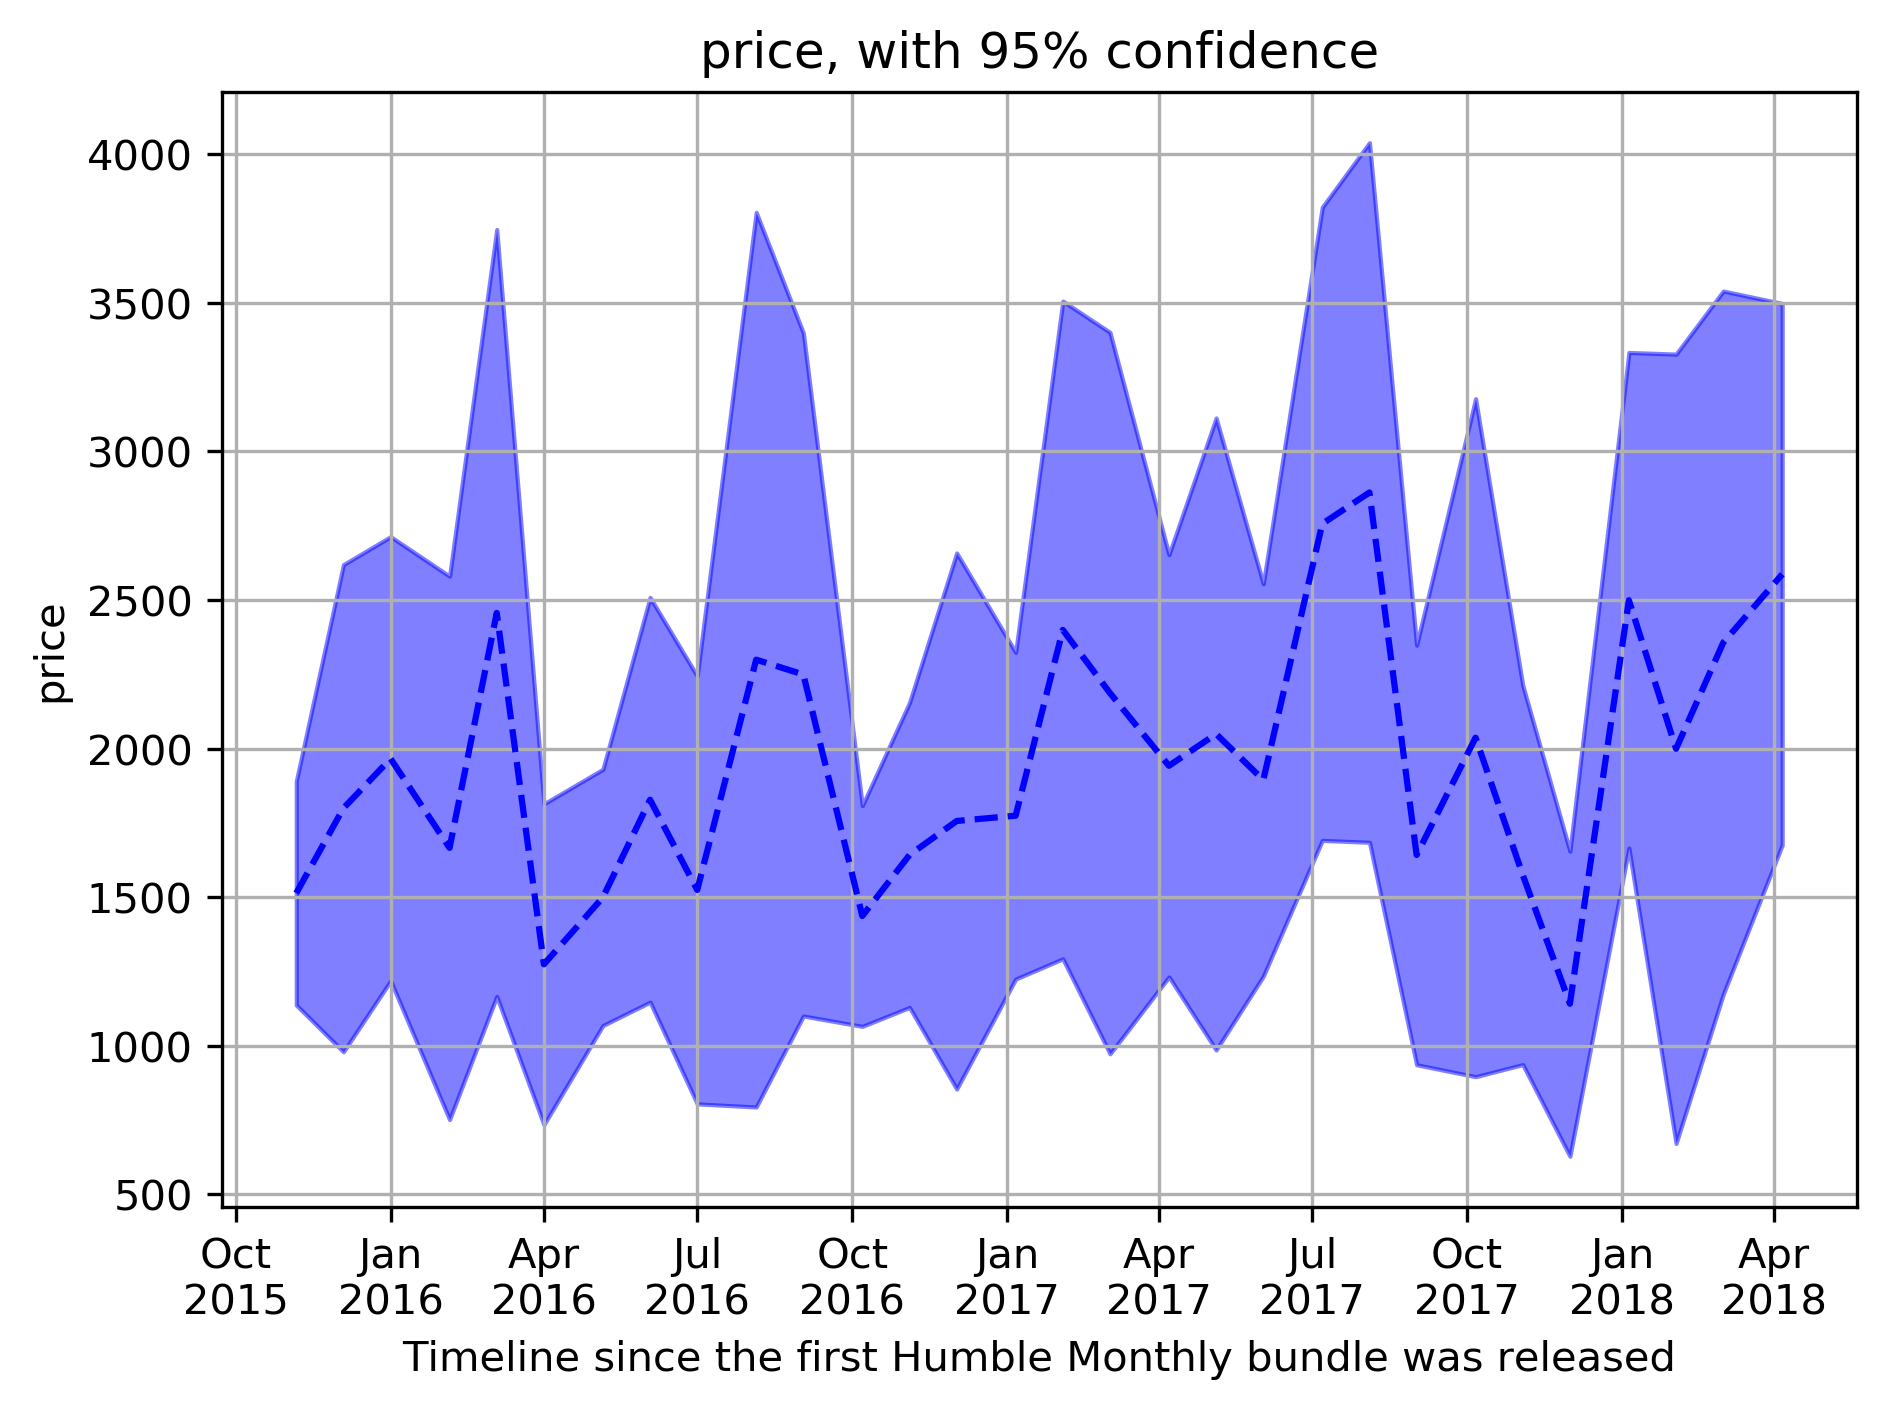 price, with 95% confidence
price
4000
3500
3000
2500
2000
1500
1000
500
Oct Jan Apr Jul Oct Jan Apr Jul Oct Jan Apr
2015 2016 2016 2016 2016 2017 2017 2017 2017 2018 2018
Timeline since the first Humble Monthly bundle was released